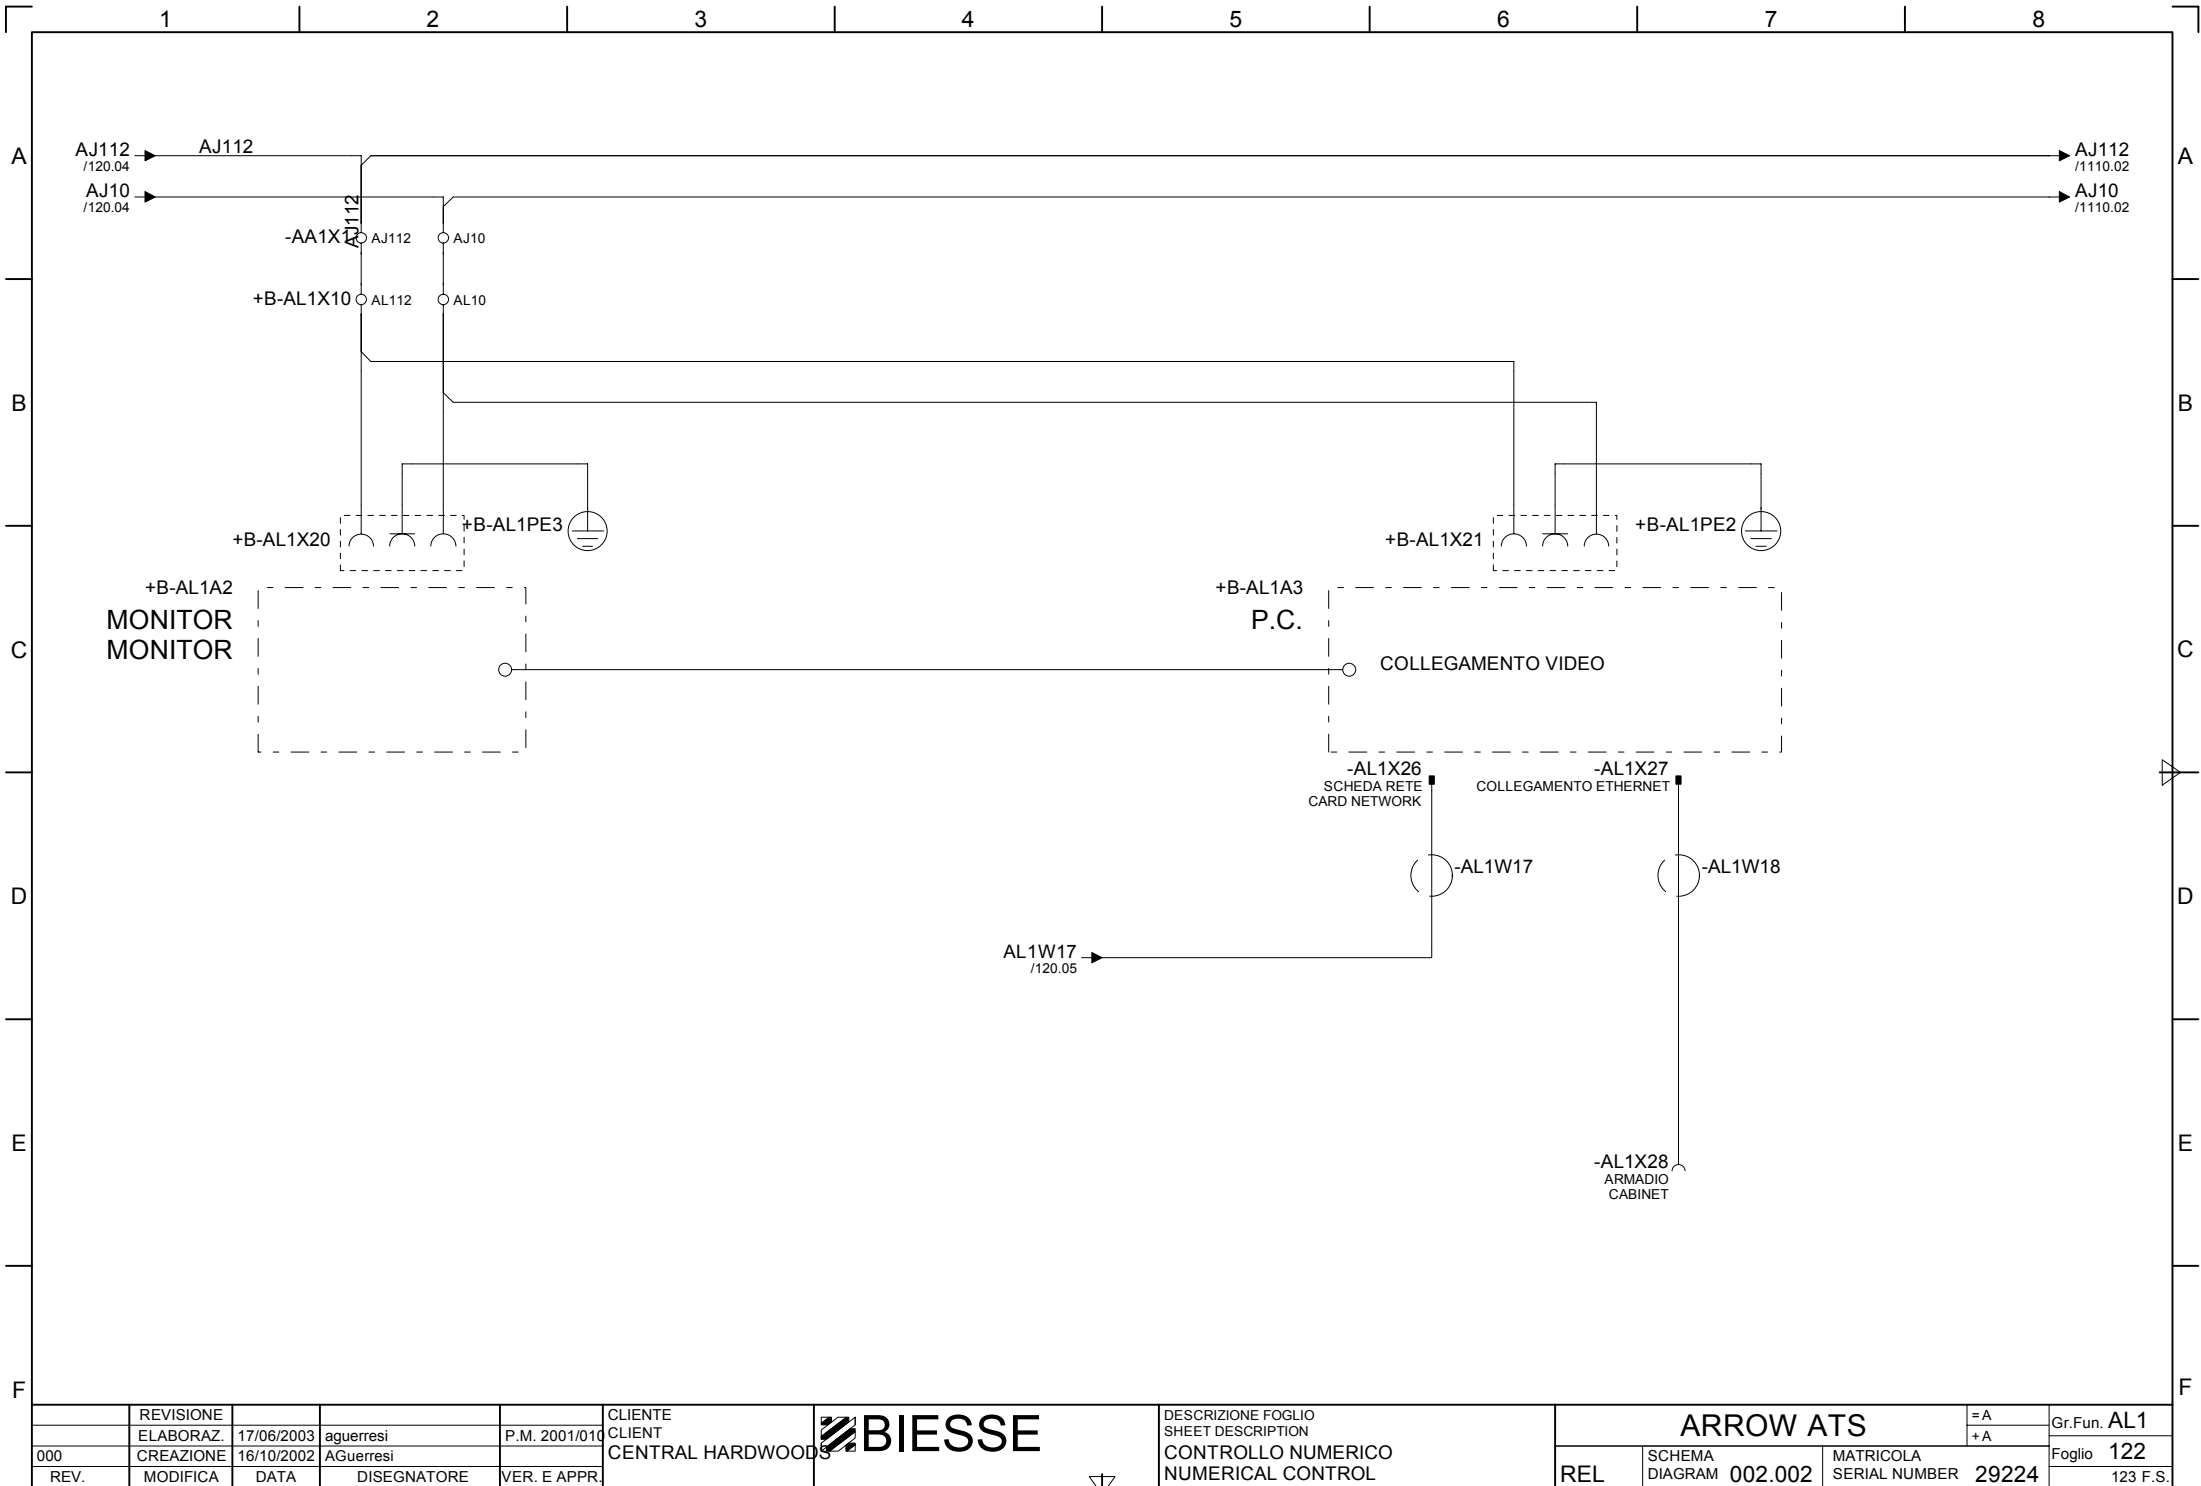 1 2 3 4 5 6 7 8
A
AJ112
/120.04
AJ112
AJ112
/1110.02
A
AJ10
/120.04
AJ10
/1110.02
AJ112
-AA1X1 AJ112 AJ10
+B-AL1X10 AL112 AL10
B B
+B-AL1X20 +B-AL1PE3 +B-AL1X21 +B-AL1PE2
+B-AL1A2 +B-AL1A3
MONITOR P.C.
MONITOR
C COLLEGAMENTO VIDEO C
-AL1X26 -AL1X27
SCHEDA RETE COLLEGAMENTO ETHERNET
CARD NETWORK
-AL1W17 -AL1W18
D D
AL1W17
/120.05
E E
-AL1X28
ARMADIO
CABINET
F F
REVISIONE
ELABORAZ. 17/06/2003 aguerresi P.M. 2001/010
000 CREAZIONE 16/10/2002 AGuerresi
REV. MODIFICA DATA DISEGNATORE VER. E APPR.
CLIENTE
CLIENT
CENTRAL HARDWOODS
BIESSE
DESCRIZIONE FOGLIO
SHEET DESCRIPTION
CONTROLLO NUMERICO
NUMERICAL CONTROL
ARROW ATS
= A
+ A
Gr.Fun. AL1
REL
SCHEMA
DIAGRAM 002.002
MATRICOLA
SERIAL NUMBER 29224
Foglio 122
123 F.S.